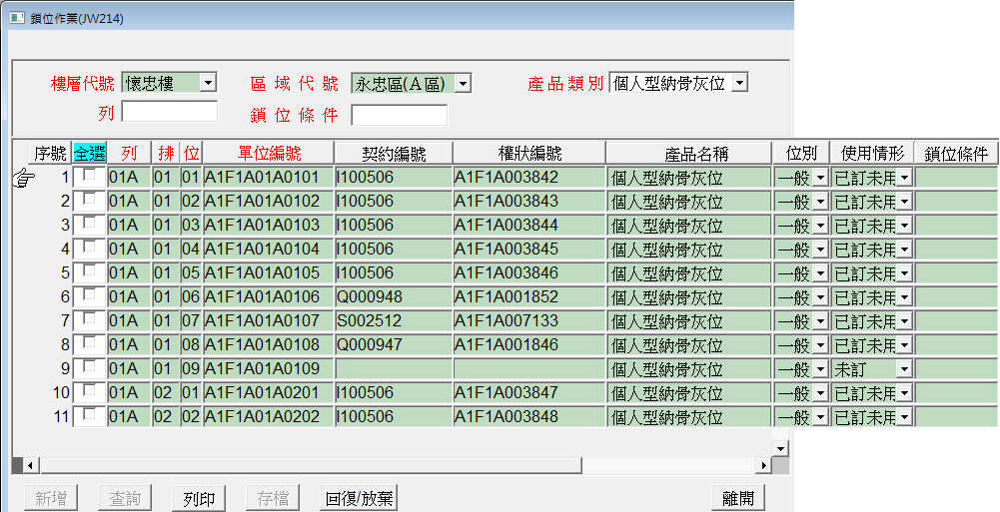 鎖位作業(JW214)
樓層代號 懷忠樓 區域代號 永忠區(A區) 產品類別 個人型納骨灰位
列 鎖位條件
序號 全選 列 排 位 單位編號 契約編號 權狀編號 產品名稱 位別 使用情形 鎖位條件
1 01A 01 01 A1F1A01A0101 I100506 A1F1A003842 個人型納骨灰位 一般 已訂未用
2 01A 01 02 A1F1A01A0102 I100506 A1F1A003843 個人型納骨灰位 一般 已訂未用
3 01A 01 03 A1F1A01A0103 I100506 A1F1A003844 個人型納骨灰位 一般 已訂未用
4 01A 01 04 A1F1A01A0104 I100506 A1F1A003845 個人型納骨灰位 一般 已訂未用
5 01A 01 05 A1F1A01A0105 I100506 A1F1A003846 個人型納骨灰位 一般 已訂未用
6 01A 01 06 A1F1A01A0106 Q000948 A1F1A001852 個人型納骨灰位 一般 已訂未用
7 01A 01 07 A1F1A01A0107 S002512 A1F1A007133 個人型納骨灰位 一般 已訂未用
8 01A 01 08 A1F1A01A0108 Q000947 A1F1A001846 個人型納骨灰位 一般 已訂未用
9 01A 01 09 A1F1A01A0109 個人型納骨灰位 一般 未訂
10 01A 02 01 A1F1A01A0201 I100506 A1F1A003847 個人型納骨灰位 一般 已訂未用
11 01A 02 02 A1F1A01A0202 I100506 A1F1A003848 個人型納骨灰位 一般 已訂未用
新增 查詢 列印 存檔 回復/放棄 離開